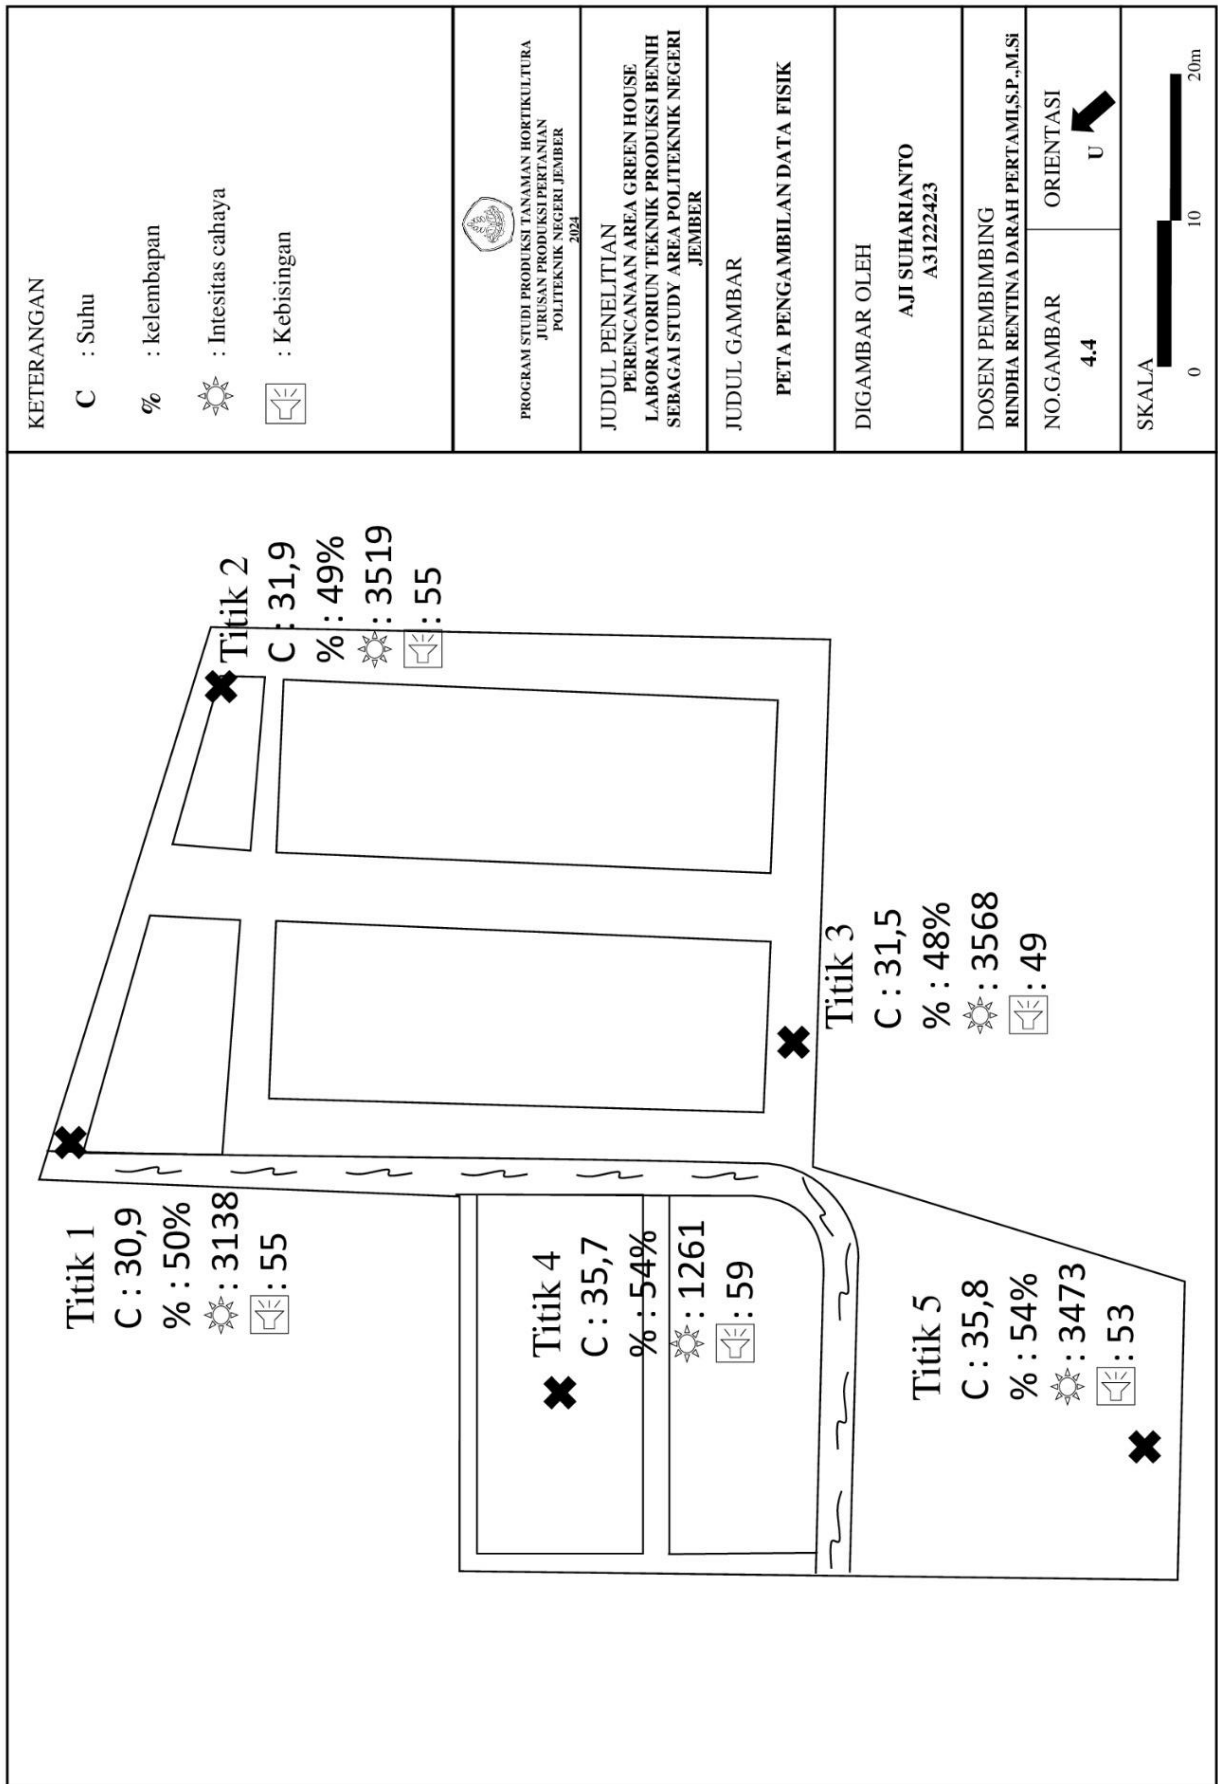 Titik 1
C : 30,9
% : 50%
: 3138
: 55
Titik 2
C : 31,9
% : 49%
: 3519
: 55
Titik 4
C : 35,7
% : 54%
: 1261
: 59
Titik 3
C : 31,5
% : 48%
: 3568
: 49
Titik 5
C : 35,8
% : 54%
: 3473
: 53
KETERANGAN
C : Suhu
% : kelembapan
: Intesitas cahaya
: Kebisingan
PROGRAM STUDI PRODUKSI TANAMAN HORTIKULTURA
JURUSAN PRODUKSI PERTANIAN
POLITEKNIK NEGERI JEMBER
2024
JUDUL PENELITIAN
PERENCANAAN AREA GREEN HOUSE
LABORATORIUN TEKNIK PRODUKSI BENIH
SEBAGAI STUDY AREA POLITEKNIK NEGERI
JEMBER
JUDUL GAMBAR
PETA PENGAMBILAN DATA FISIK
DIGAMBAR OLEH
AJI SUHARIANTO
A31222423
DOSEN PEMBIMBING
RINDHA RENTINA DARAH PERTAMI,S.P.,M.Si
NO.GAMBAR
4.4
ORIENTASI
U
SKALA
0 10 20m